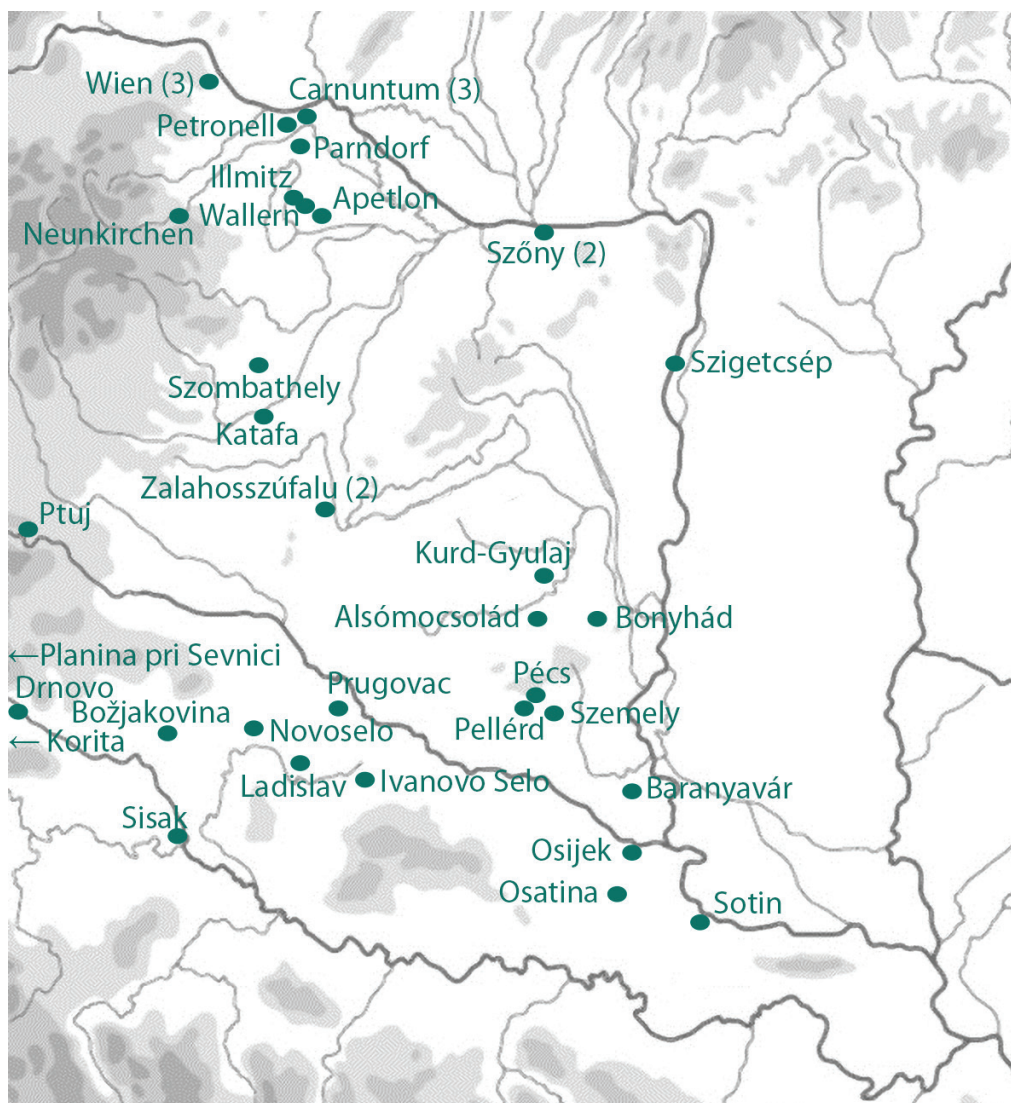 Wien (3)
Carnuntum (3)
Petronell
Parndorf
Illmitz
Apetlon
Wallern
Neunkirchen
Szőny (2)
Szigetcsép
Szombathely
Katafa
Zalahosszúfalu (2)
Ptuj
Kurd-Gyulaj
Alsómocsolád
Bonyhád
←Planina pri Sevnici
Pécs
Drnovo
Prugovac
Božjakovina
Novoselo
Pellérd
Szemely
← Korita
Ladislav
Ivanovo Selo
Baranyavár
Sisak
Osijek
Osatina
Sotin